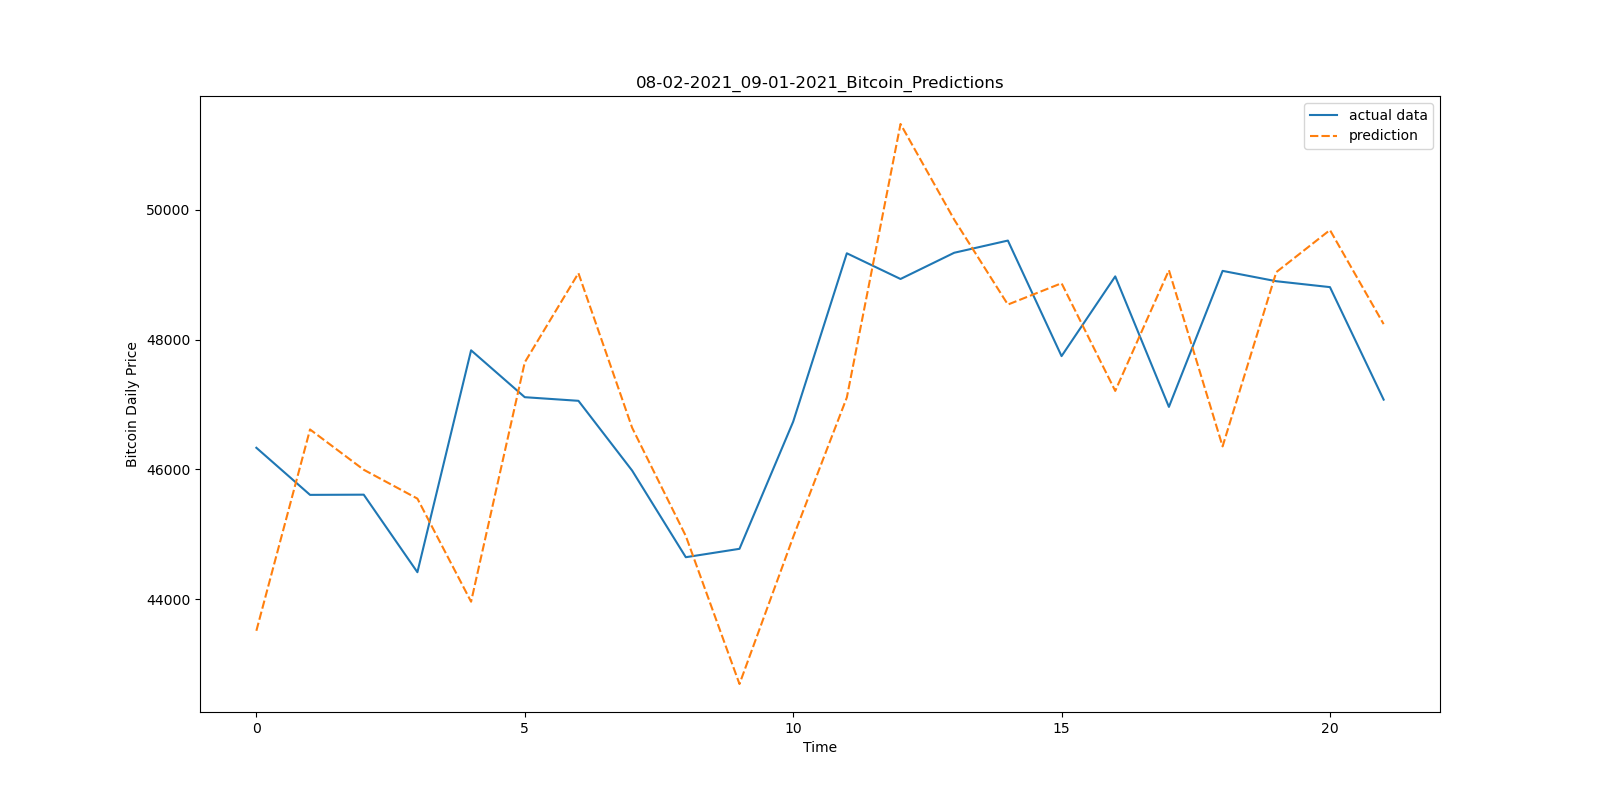 08-02-2021_09-01-2021_Bitcoin_Predictions
actual data
prediction
Bitcoin Daily Price
50000
48000
46000
44000
0 5 10 15 20
Time